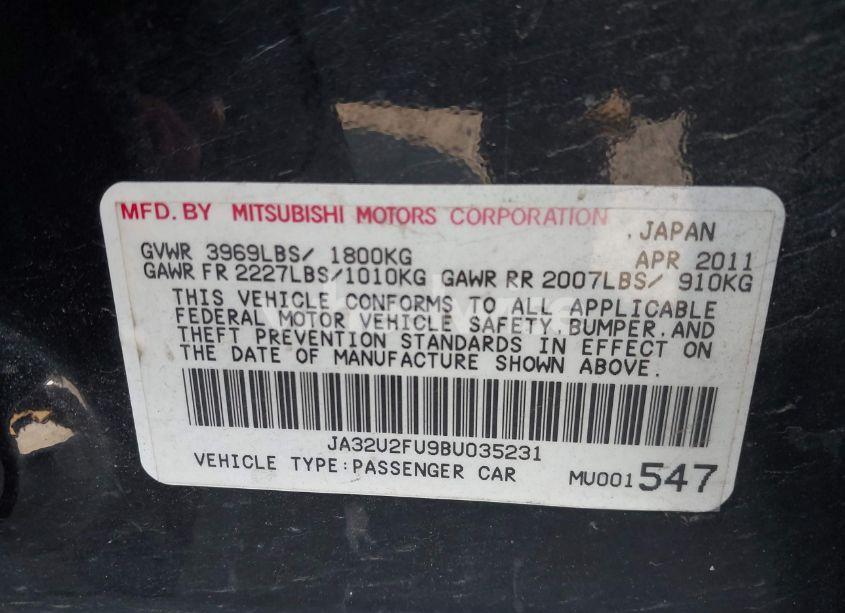 MFD. BY MITSUBISHI MOTORS CORPORATION
JAPAN
GVWR 3969LBS/ 1800KG APR 2011
GAWR FR 2227LBS/1010KG GAWR RR 2007LBS/ 910KG
THIS VEHICLE CONFORMS TO ALL APPLICABLE
FEDERAL MOTOR VEHICLE SAFETY.BUMPER.AND
THEFT PREVENTION STANDARDS IN EFFECT ON
THE DATE OF MANUFACTURE SHOWN ABOVE.
JA32U2FU9BU035231
VEHICLE TYPE:PASSENGER CAR MU001547